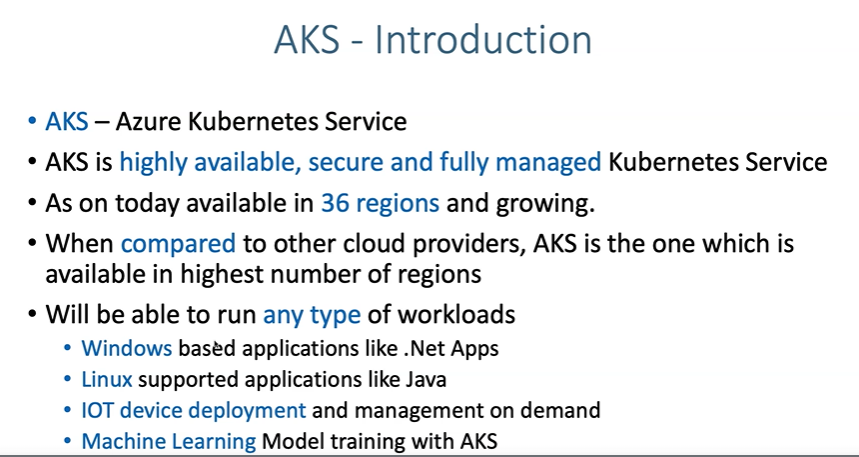 AKS - Introduction
• AKS – Azure Kubernetes Service
• AKS is highly available, secure and fully managed Kubernetes Service
• As on today available in 36 regions and growing.
• When compared to other cloud providers, AKS is the one which is
available in highest number of regions
• Will be able to run any type of workloads
• Windows based applications like .Net Apps
• Linux supported applications like Java
• IOT device deployment and management on demand
• Machine Learning Model training with AKS